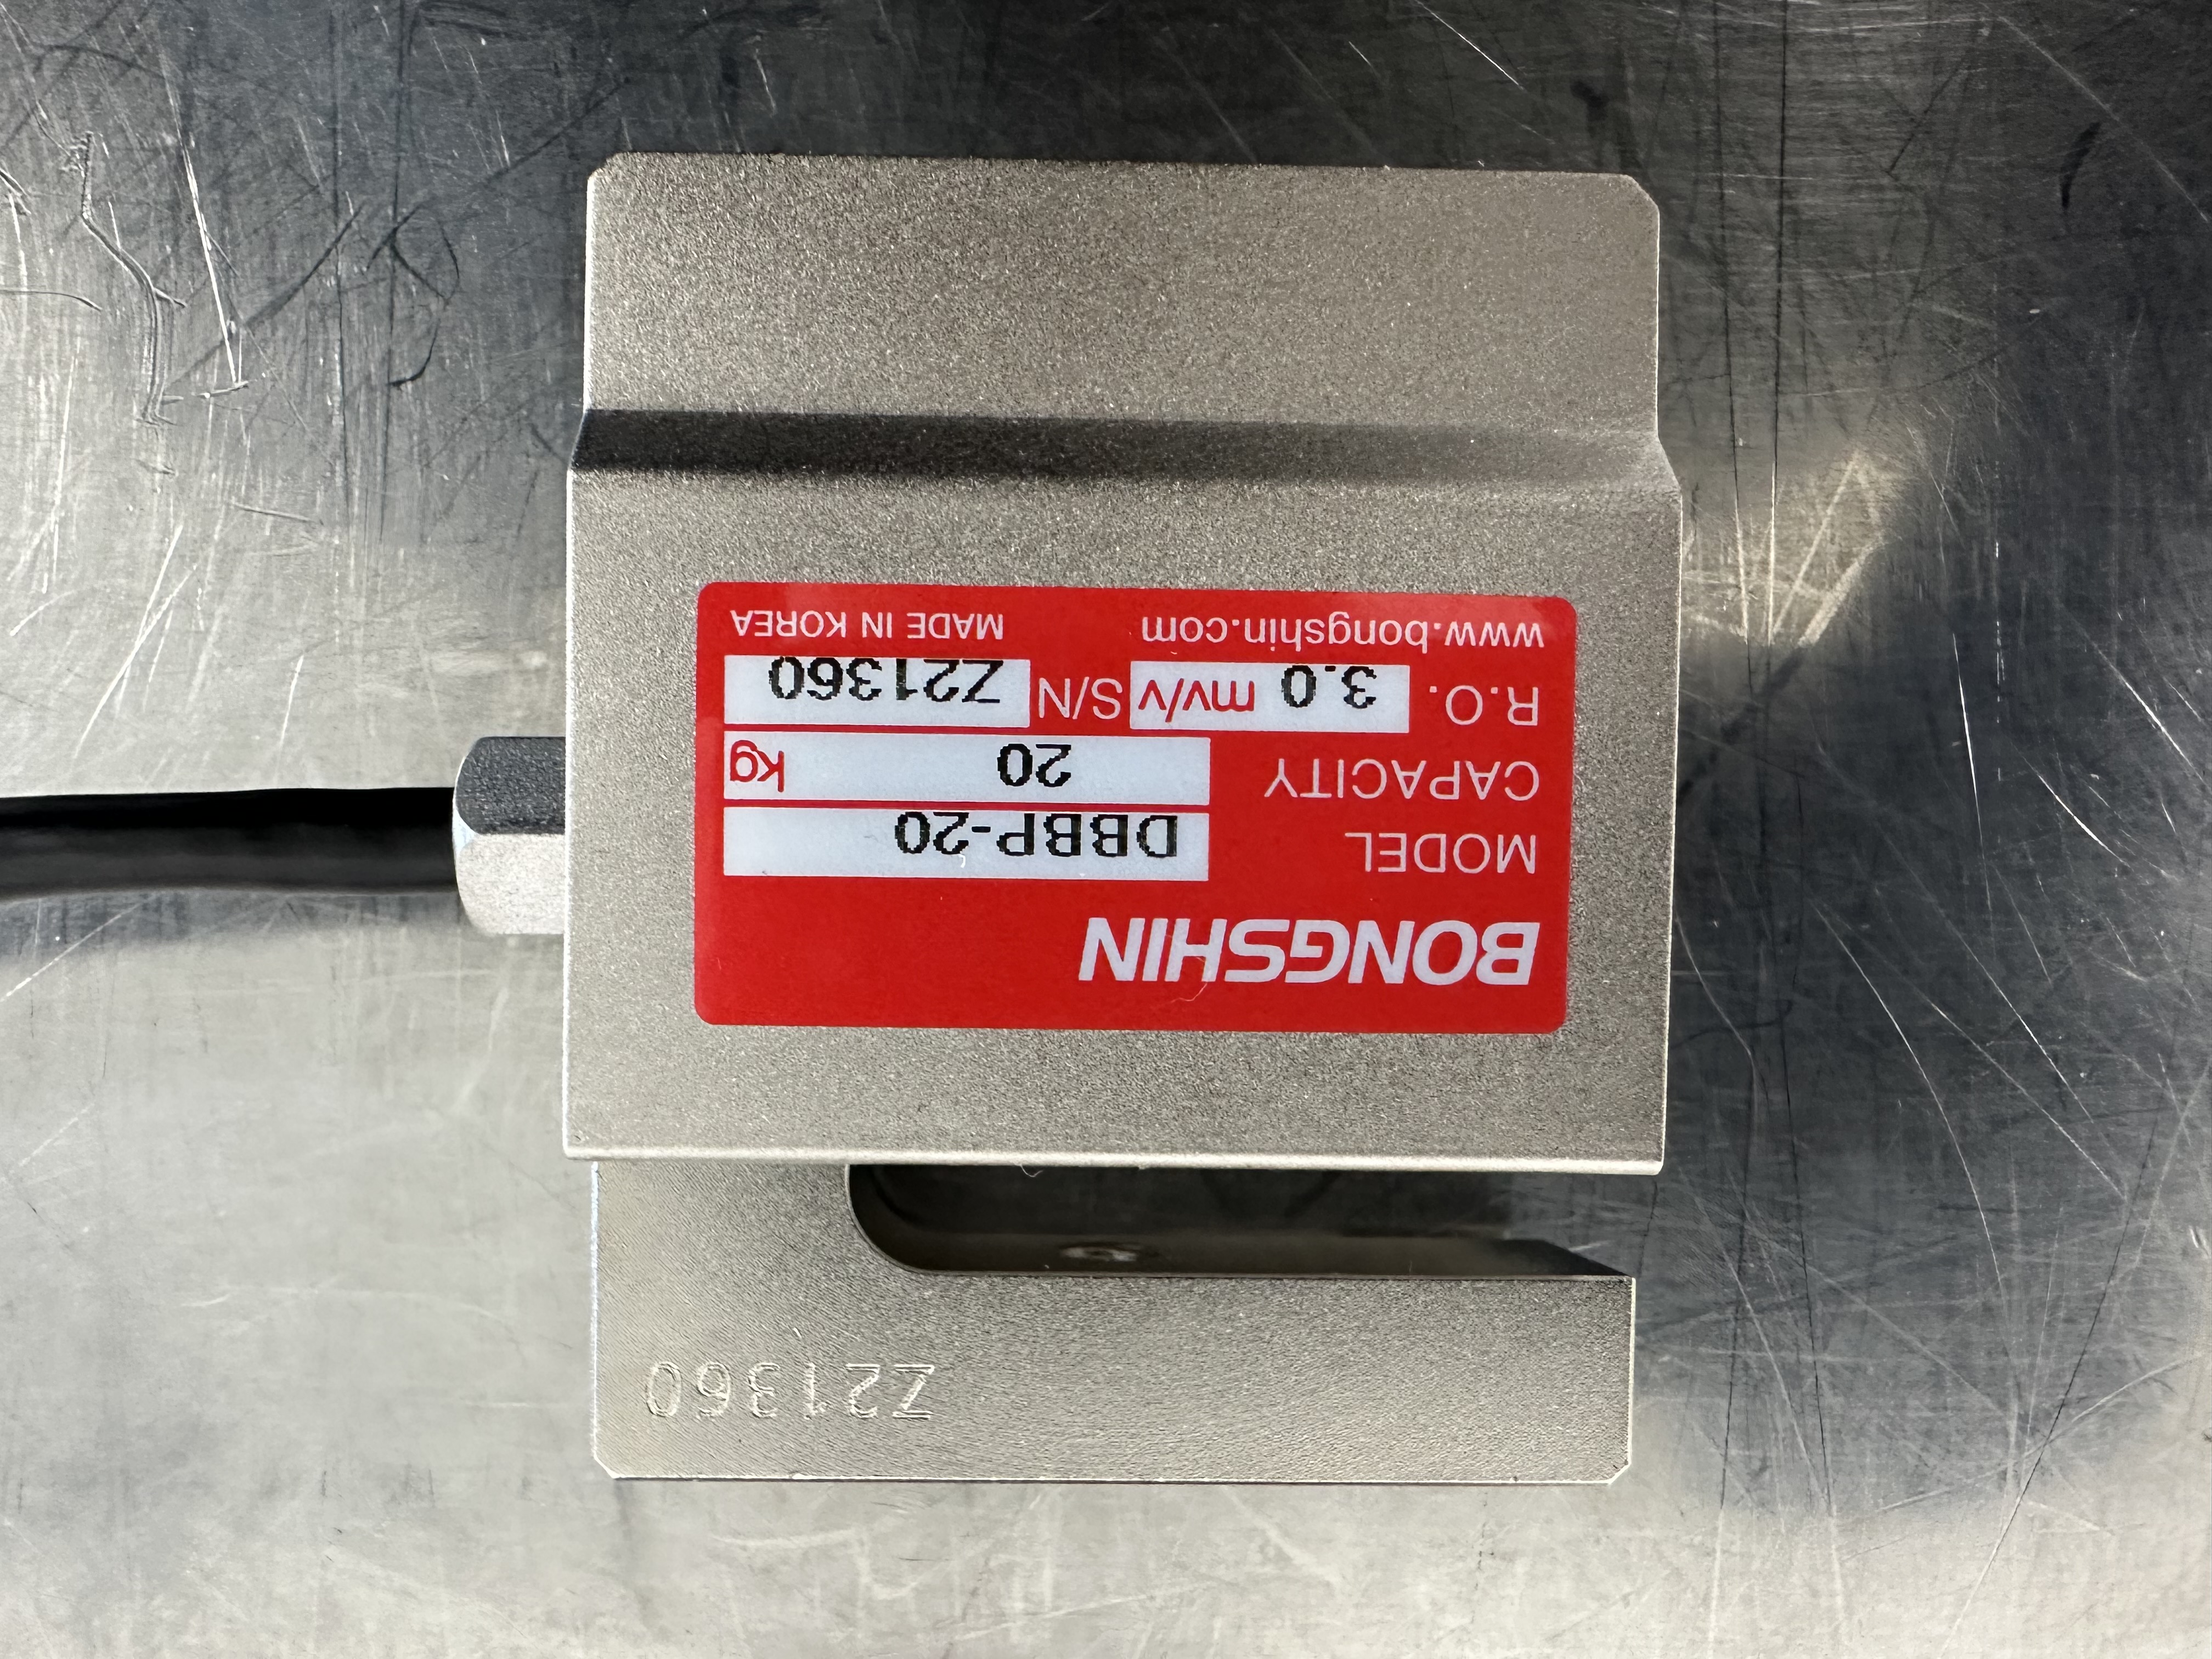 BONGSHIN
MODEL DBBP-20
CAPACITY 20 kg
R.O. 3.0 mv/v S/N Z21360
www.bongshin.com MADE IN KOREA
Z21360